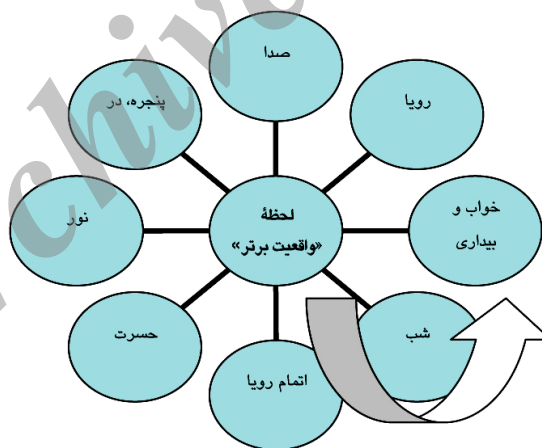 صدا
رویا
پنجره، در
خواب و
بیداری
لحظهٔ
«واقعیت برتر»
نور
شب
حسرت
اتمام رویا